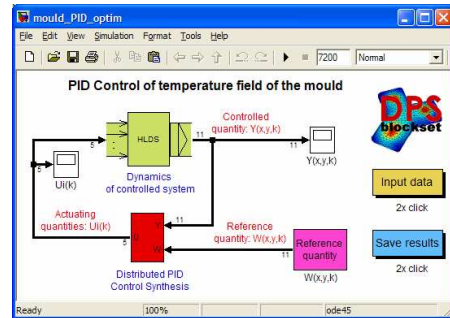 mould_PID_optim
File Edit View Simulation Format Tools Help
7200 Normal
PID Control of temperature field of the mould
HLDS
5
11
Controlled
quantity: Y(x,y,k)
11
Y(x,y,k)
DPS
blockset
5
Ui(k)
Dynamics
of controlled system
Input data
2x click
Actuating
quantities: Ui(k)
5
U
Y
W
11
Reference
quantity: W(x,y,k)
11
Reference
quantity
W(x,y,k)
Save results
2x click
Distributed PID
Control Synthesis
Ready 100% ode45